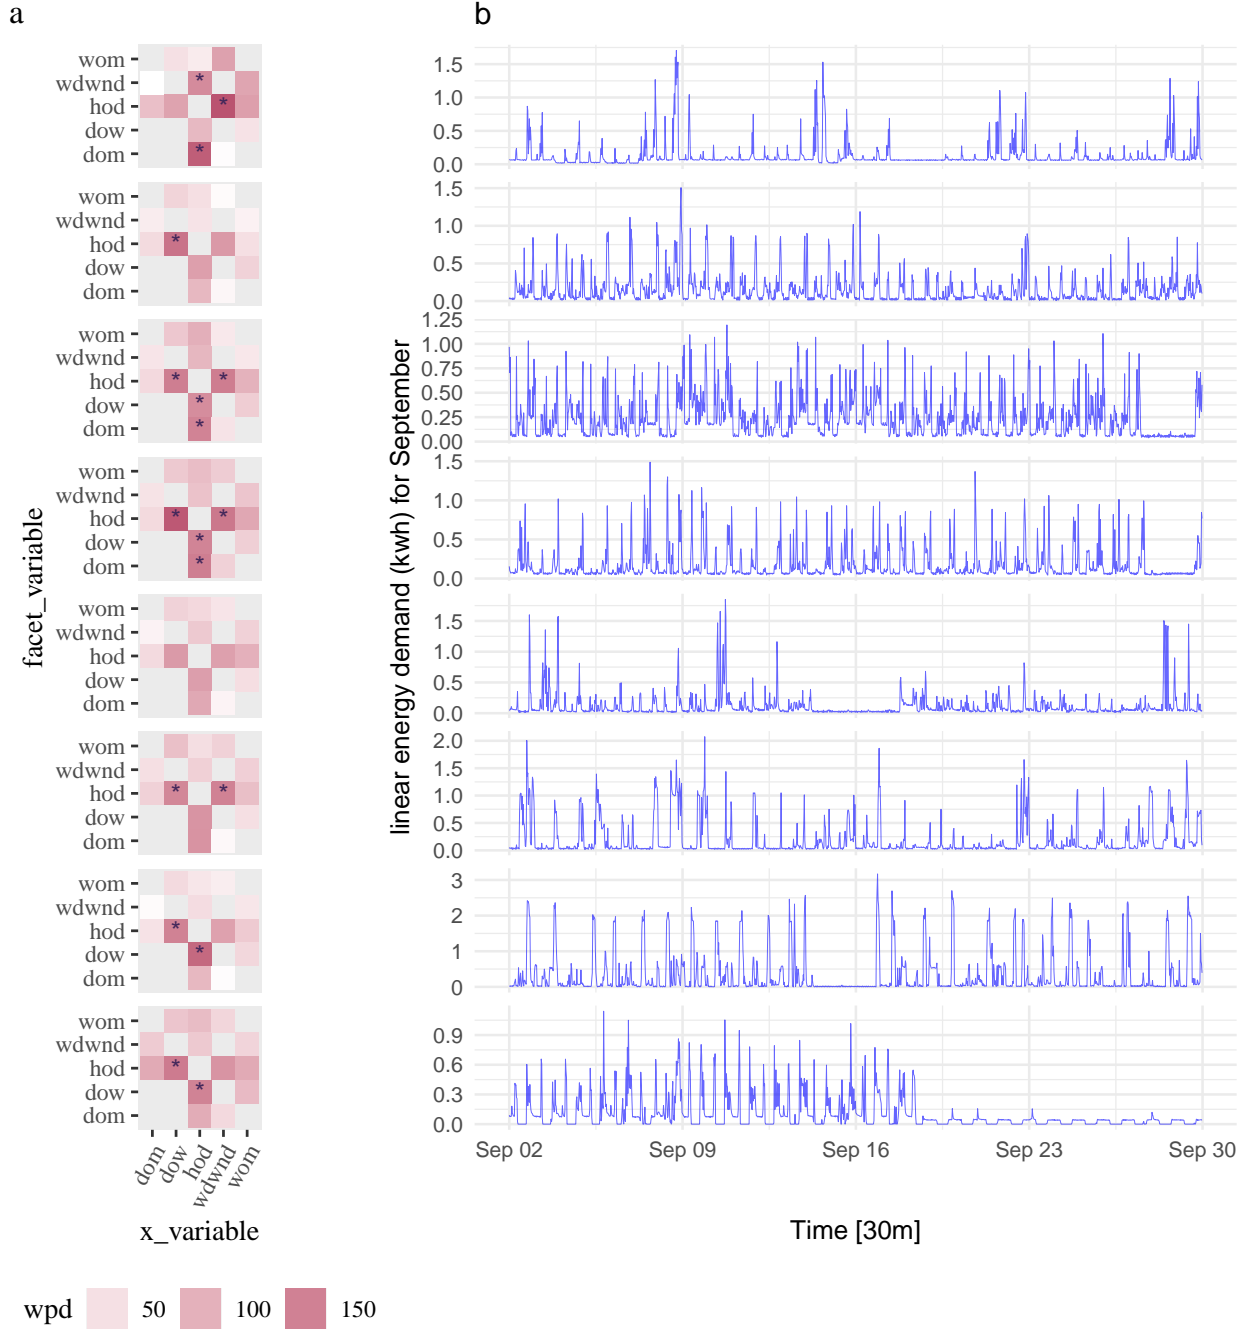 a
b
wom
wdwnd
hod *
dow
dom *
wom
wdwnd
hod *
dow
dom
wom
wdwnd
hod * *
dow *
dom *
wom
wdwnd
hod * *
dow *
dom *
wom
wdwnd
hod
dow
dom
wom
wdwnd
hod * *
dow
dom
wom
wdwnd
hod *
dow *
dom
wom
wdwnd
hod *
dow *
dom
facet_variable
dom
dow
hod
wdwnd
wom
x_variable
wpd 50 100 150
linear energy demand (kwh) for September
1.5
1.0
0.5
0.0
1.5
1.0
0.5
0.0
1.25
1.00
0.75
0.50
0.25
0.00
1.5
1.0
0.5
0.0
1.5
1.0
0.5
0.0
2.0
1.5
1.0
0.5
0.0
3
2
1
0
0.9
0.6
0.3
0.0
Sep 02 Sep 09 Sep 16 Sep 23 Sep 30
Time [30m]